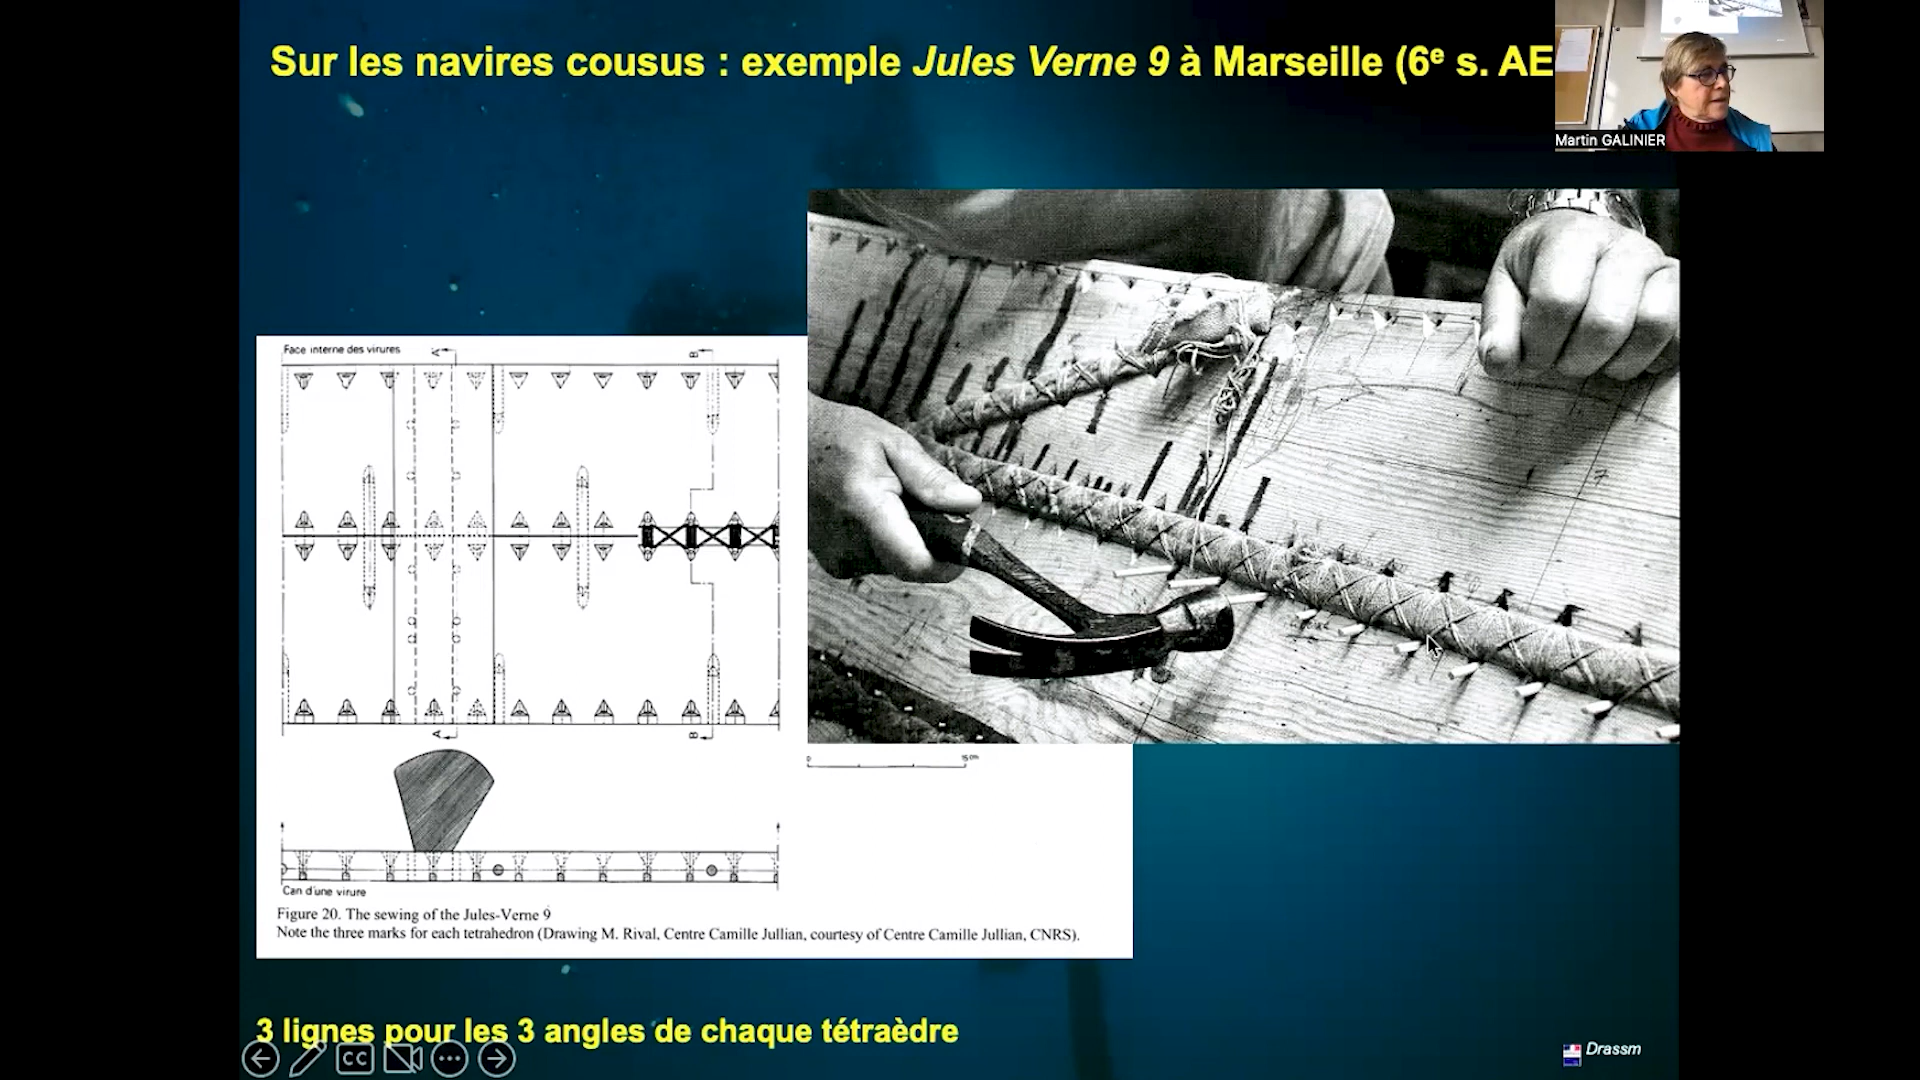 Sur les navires cousus : exemple Jules Verne 9 à Marseille (6e s. AE
Martin GALINIER
Face interne des virures
A
B
A
B
0
15 cm
Can d'une virure
Figure 20. The sewing of the Jules-Verne 9
Note the three marks for each tetrahedron (Drawing M. Rival, Centre Camille Jullian, courtesy of Centre Camille Jullian, CNRS).
3 lignes pour les 3 angles de chaque tétraèdre
CC
Drassm